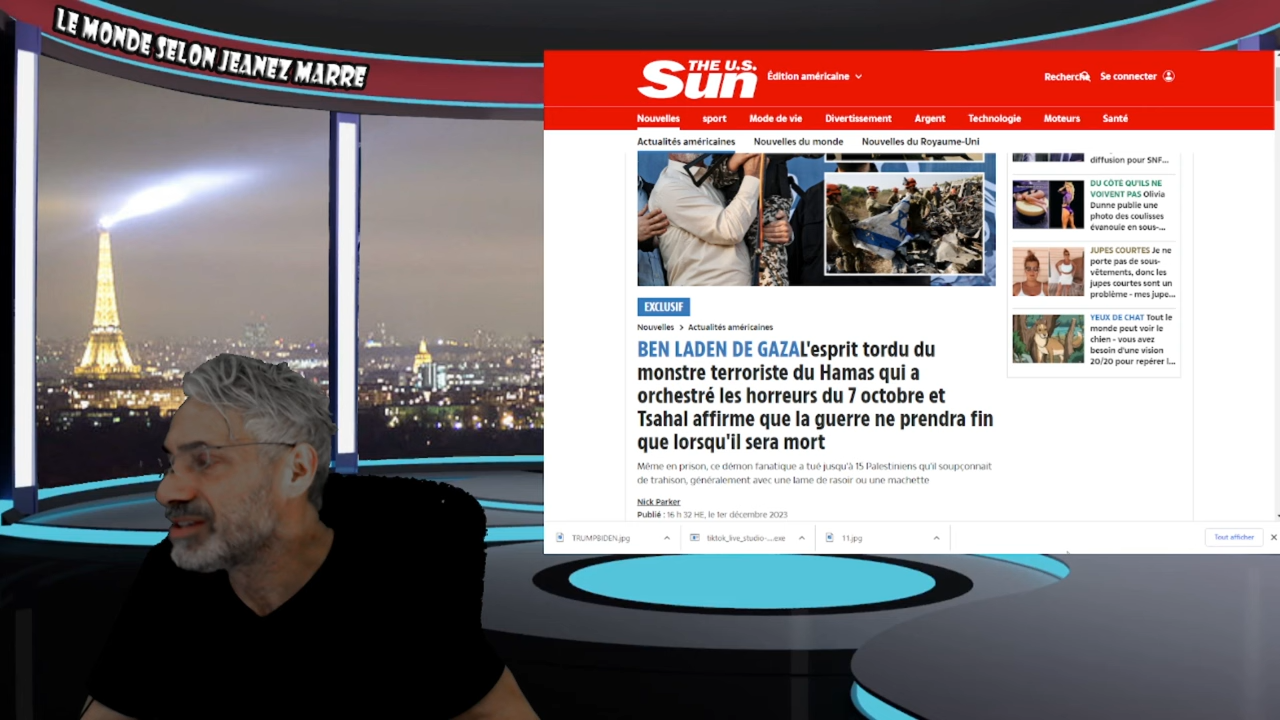 LE MONDE SELON JEANEZ MARRE
THE U.S.
Sun
Édition américaine
Recherche
Se connecter
Nouvelles
sport
Mode de vie
Divertissement
Argent
Technologie
Moteurs
Santé
Actualités américaines
Nouvelles du monde
Nouvelles du Royaume-Uni
diffusion pour SNF...
DU CÔTÉ QU'ILS NE
VOIENT PAS Olivia
Dunne publie une
photo des coulisses
évanouie en sous-...
JUPES COURTES Je ne
porte pas de sous-
vêtements, donc les
jupes courtes sont un
problème - mes jupe...
YEUX DE CHAT Tout le
monde peut voir le
chien - vous avez
besoin d'une vision
20/20 pour repérer l...
EXCLUSIF
Nouvelles > Actualités américaines
BEN LADEN DE GAZAL'esprit tordu du
monstre terroriste du Hamas qui a
orchestré les horreurs du 7 octobre et
Tsahal affirme que la guerre ne prendra fin
que lorsqu'il sera mort
Même en prison, ce démon fanatique a tué jusqu'à 15 Palestiniens qu'il soupçonnait
de trahison, généralement avec une lame de rasoir ou une machette
Nick Parker
Publié : 16 h 32 HE, le 1er décembre 2023
TRUMPBIDEN.jpg
tiktok_live_studio-....exe
11.jpg
Tout afficher